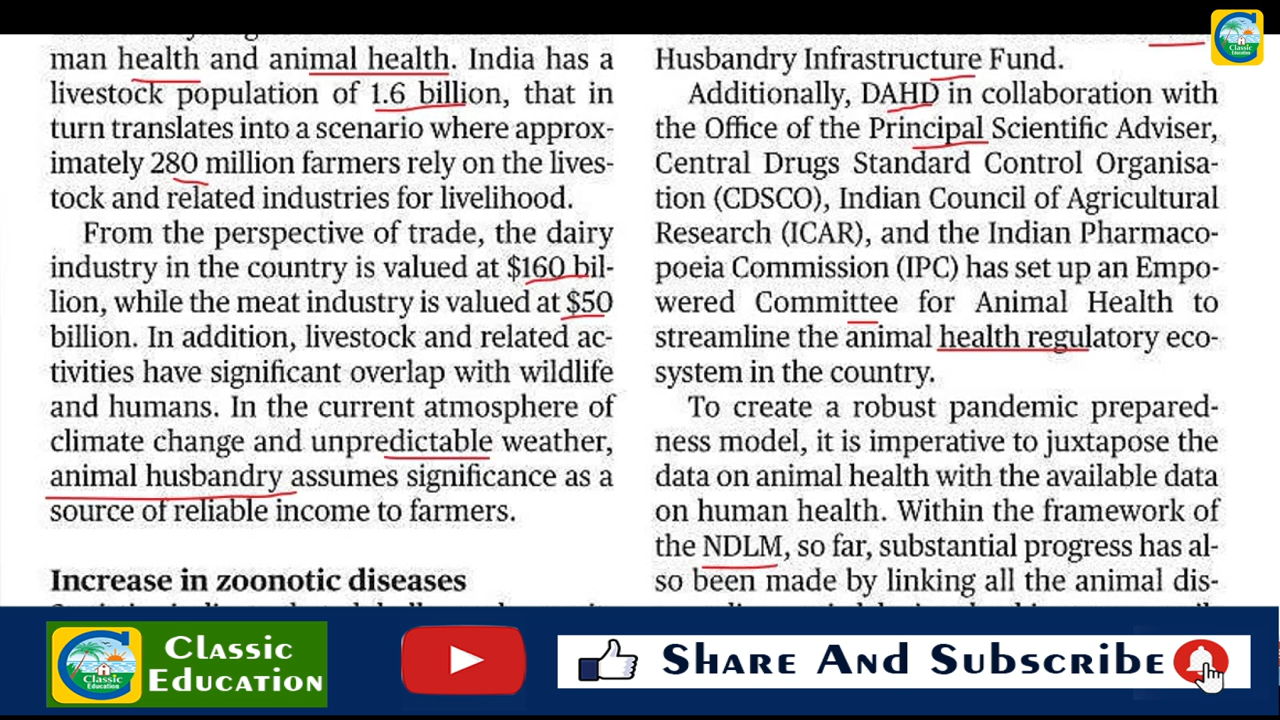 man health and animal health. India has a
livestock population of 1.6 billion, that in
turn translates into a scenario where approx-
imately 280 million farmers rely on the lives-
tock and related industries for livelihood.
From the perspective of trade, the dairy
industry in the country is valued at $160 bil-
lion, while the meat industry is valued at $50
billion. In addition, livestock and related ac-
tivities have significant overlap with wildlife
and humans. In the current atmosphere of
climate change and unpredictable weather,
animal husbandry assumes significance as a
source of reliable income to farmers.
Increase in zoonotic diseases
Husbandry Infrastructure Fund.
Additionally, DAHD in collaboration with
the Office of the Principal Scientific Adviser,
Central Drugs Standard Control Organisa-
tion (CDSCO), Indian Council of Agricultural
Research (ICAR), and the Indian Pharmaco-
poeia Commission (IPC) has set up an Empo-
wered Committee for Animal Health to
streamline the animal health regulatory eco-
system in the country.
To create a robust pandemic prepared-
ness model, it is imperative to juxtapose the
data on animal health with the available data
on human health. Within the framework of
the NDLM, so far, substantial progress has al-
so been made by linking all the animal dis-
Classic
Education
Classic
Education
Classic
Education
Share And Subscribe